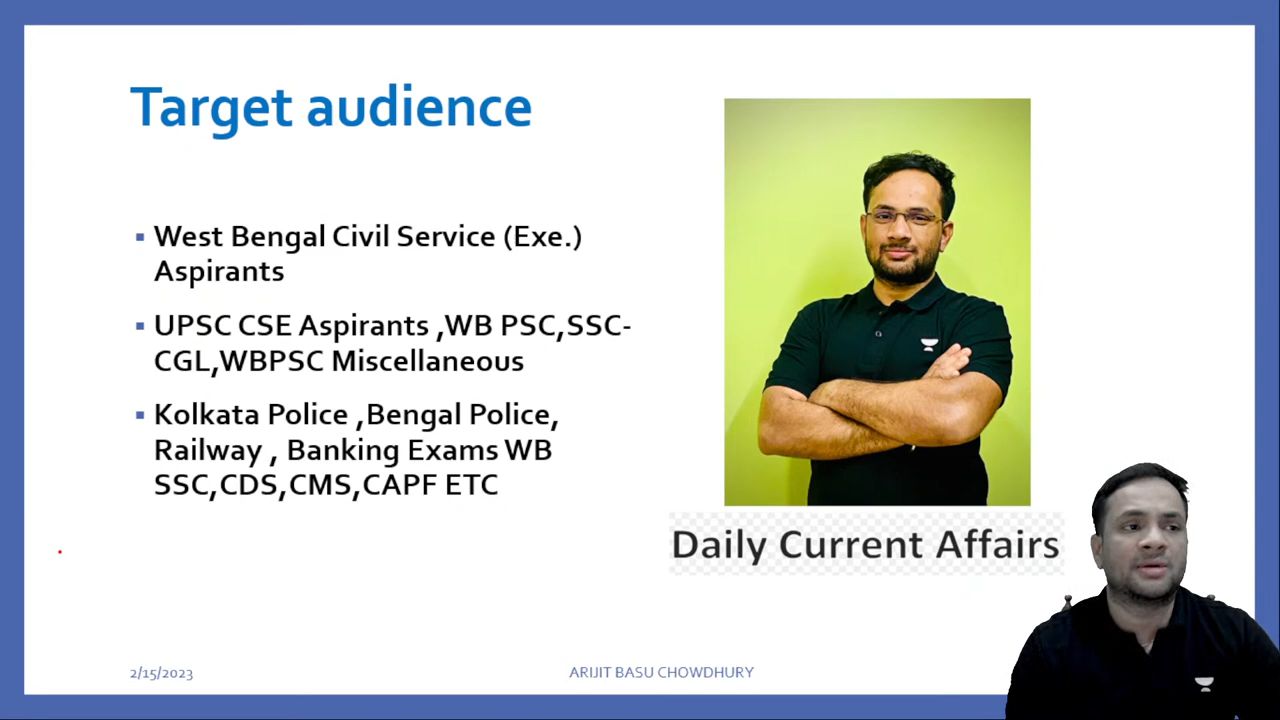 Target audience
West Bengal Civil Service (Exe.)
Aspirants
UPSC CSE Aspirants ,WB PSC,SSC-
CGL,WBPSC Miscellaneous
Kolkata Police ,Bengal Police,
Railway , Banking Exams WB
SSC,CDS,CMS,CAPF ETC
Daily Current Affairs
2/15/2023
ARIJIT BASU CHOWDHURY